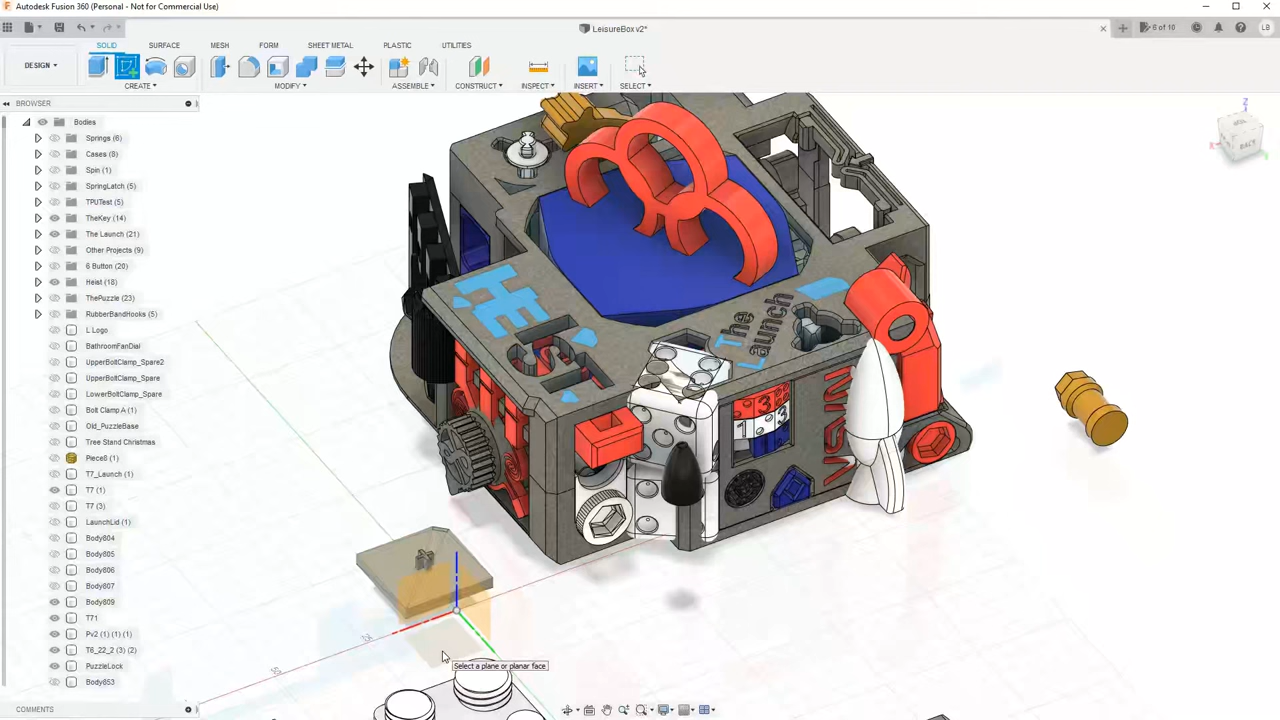 Autodesk Fusion 360 (Personal - Not for Commercial Use)
LeisureBox v2*
6 of 10
LB
SOLID SURFACE MESH FORM SHEET METAL PLASTIC UTILITIES
DESIGN
CREATE MODIFY ASSEMBLE CONSTRUCT INSPECT INSERT SELECT
BROWSER
Bodies
Springs (6)
Cases (8)
Spin (1)
SpringLatch (5)
TPUTest (5)
TheKey (14)
The Launch (21)
Other Projects (9)
6 Button (20)
Heist (18)
ThePuzzle (23)
RubberBandHooks (5)
L Logo
BathroomFanDial
UpperBoltClamp_Spare2
UpperBoltClamp_Spare
LowerBoltClamp_Spare
Bolt Clamp A (1)
Old_PuzzleBase
Tree Stand Christmas
Piece8 (1)
T7_Launch (1)
T7 (1)
T7 (3)
LaunchLid (1)
Body804
Body805
Body806
Body807
Body809
T71
Pv2 (1) (1) (1)
T6_22_2 (3) (2)
PuzzleLock
Body853
COMMENTS
Z
BACK
HEIST
The Launch
3
1 3
Select a plane or planar face